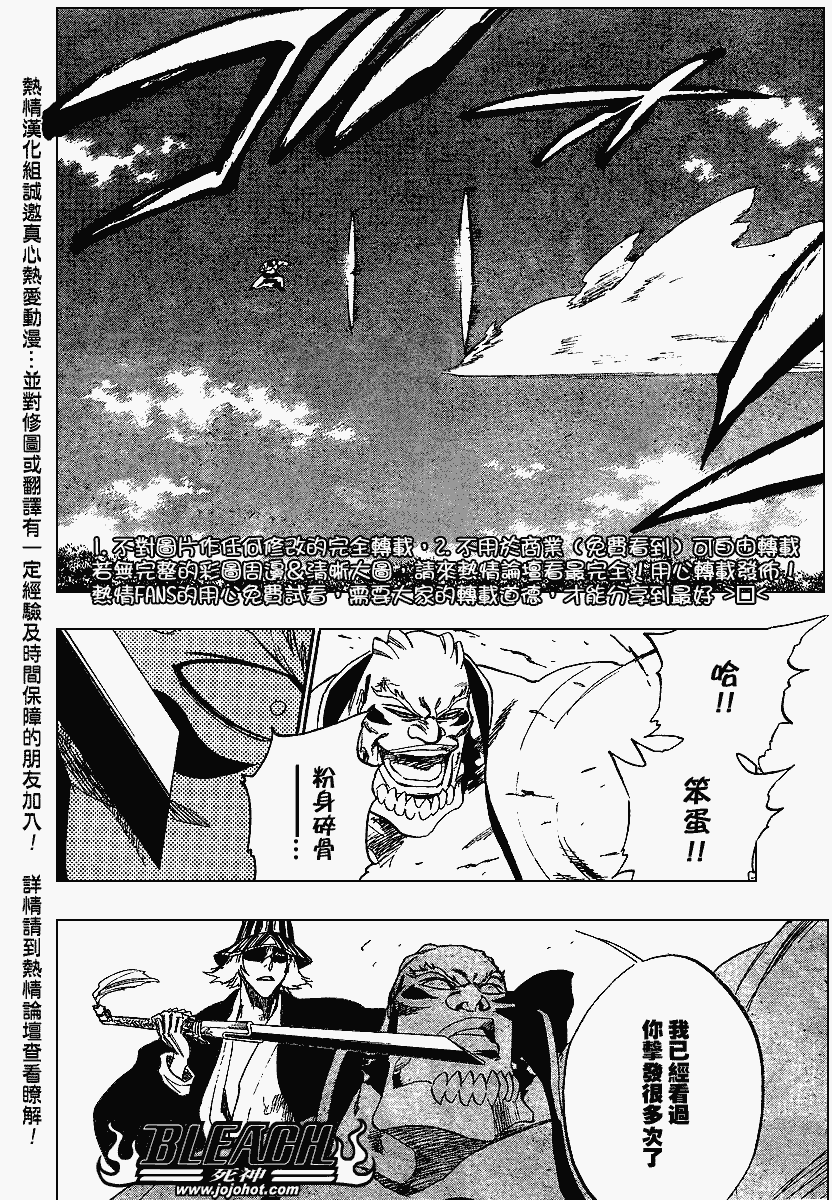 熱情漢化組誠邀真心熱愛動漫…並對修圖或翻譯有一定經驗及時間保障的朋友加入！ 詳情請到熱情論壇查看瞭解！
1. 不對圖片作任何修改的完全轉載，2. 不用於商業（免費看到）可自由轉載
若無完整的彩圖周邊＆清晰大圖，請來熱情論壇看最完全！用心轉載發佈！
熱情FANS的用心免費試看，需要大家的轉載道德，才能分享到最好 >口<
哈!!
笨蛋!!
粉身碎骨
——…
我已經看過
你擊發很多次了
BLEACH
死神
www.jojohot.com